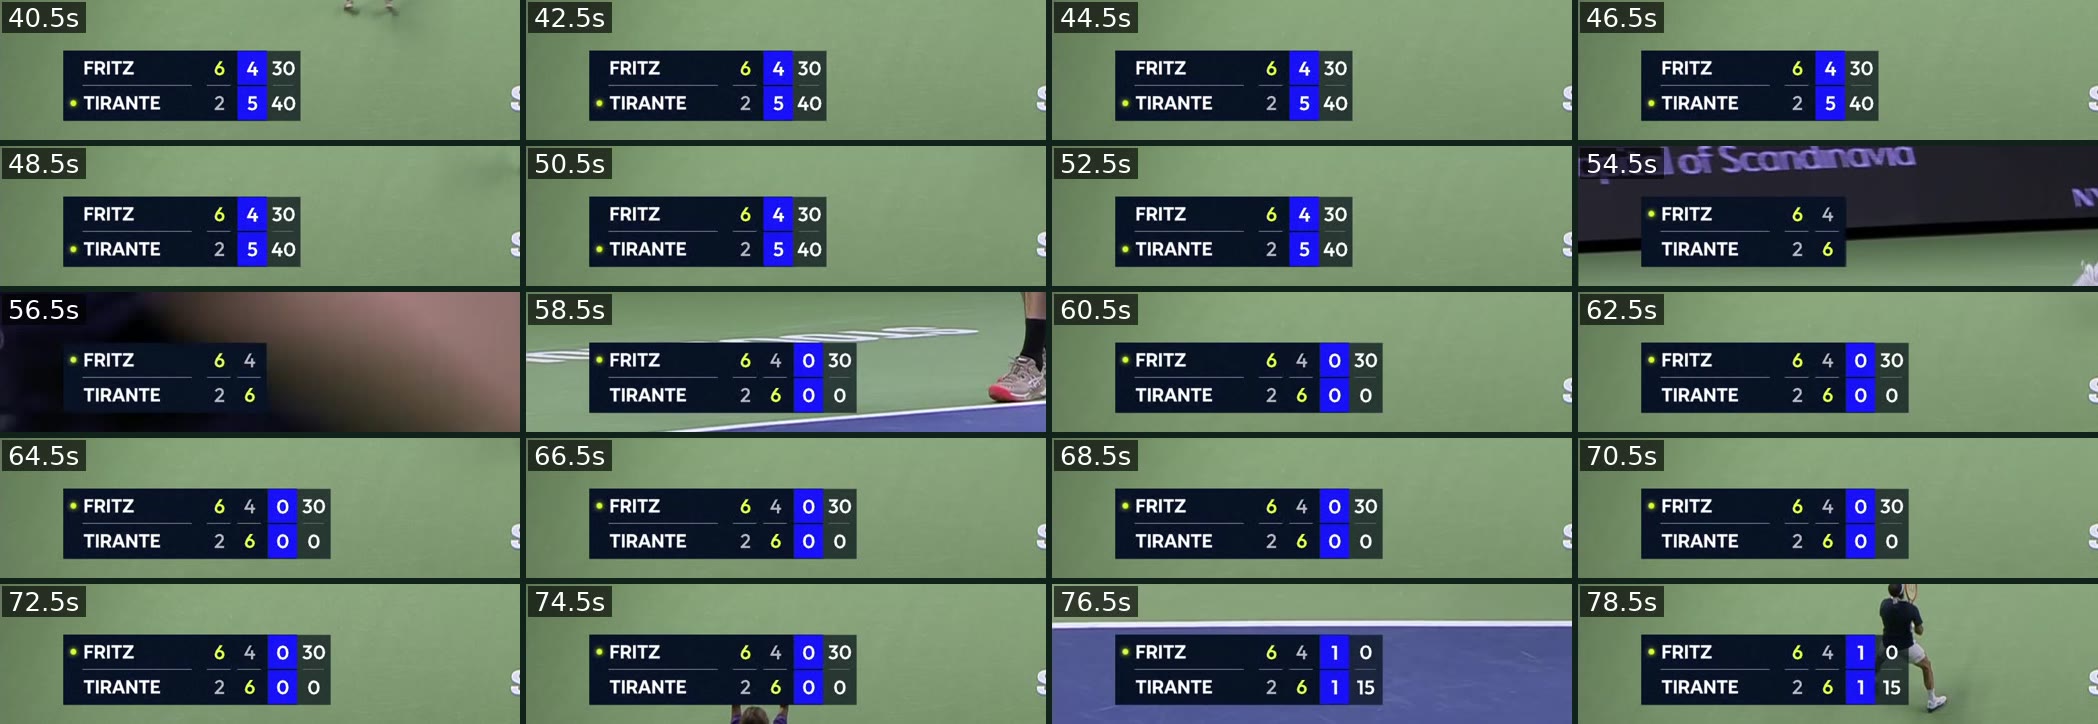 40.5s
FRITZ 6 4 30
TIRANTE 2 5 40
42.5s
FRITZ 6 4 30
TIRANTE 2 5 40
44.5s
FRITZ 6 4 30
TIRANTE 2 5 40
46.5s
FRITZ 6 4 30
TIRANTE 2 5 40
48.5s
FRITZ 6 4 30
TIRANTE 2 5 40
50.5s
FRITZ 6 4 30
TIRANTE 2 5 40
52.5s
FRITZ 6 4 30
TIRANTE 2 5 40
54.5s
of Scandinavia
NY
FRITZ 6 4
TIRANTE 2 6
56.5s
FRITZ 6 4
TIRANTE 2 6
58.5s
FRITZ 6 4 0 30
TIRANTE 2 6 0 0
60.5s
FRITZ 6 4 0 30
TIRANTE 2 6 0 0
62.5s
FRITZ 6 4 0 30
TIRANTE 2 6 0 0
64.5s
FRITZ 6 4 0 30
TIRANTE 2 6 0 0
66.5s
FRITZ 6 4 0 30
TIRANTE 2 6 0 0
68.5s
FRITZ 6 4 0 30
TIRANTE 2 6 0 0
70.5s
FRITZ 6 4 0 30
TIRANTE 2 6 0 0
72.5s
FRITZ 6 4 0 30
TIRANTE 2 6 0 0
74.5s
FRITZ 6 4 0 30
TIRANTE 2 6 0 0
76.5s
FRITZ 6 4 1 0
TIRANTE 2 6 1 15
78.5s
FRITZ 6 4 1 0
TIRANTE 2 6 1 15